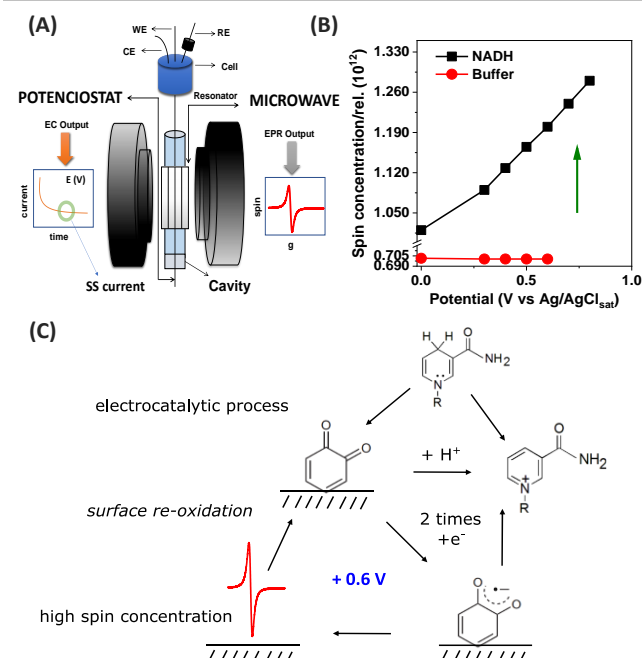 (A)
WE
RE
CE
Cell
Resonator
POTENCIOSTAT
MICROWAVE
EC Output
EPR Output
E (V)
current
time
spin
g
SS current
Cavity
(B)
NADH
Buffer
Spin concentration/rel. (10¹²)
1.330
1.260
1.190
1.120
1.050
0.705
0.690
0.0
0.5
1.0
Potential (V vs Ag/AgCl_sat)
(C)
H H
O
NH₂
N
R
electrocatalytic process
O
O
+ H⁺
O
NH₂
N
+
R
surface re-oxidation
2 times
+e⁻
+ 0.6 V
O
•–
O
high spin concentration